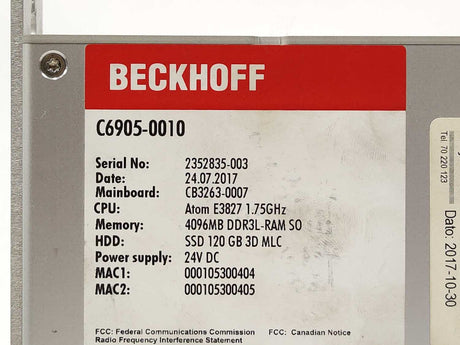 BECKHOFF
C6905-0010
Serial No: 2352835-003
Date: 24.07.2017
Mainboard: CB3263-0007
CPU: Atom E3827 1.75GHz
Memory: 4096MB DDR3L-RAM SO
HDD: SSD 120 GB 3D MLC
Power supply: 24V DC
MAC1: 000105300404
MAC2: 000105300405
FCC: Federal Communications Commission FCC: Canadian Notice
Radio Frequency Interference Statement
Tel 70 220 123
Dato: 2017-10-30